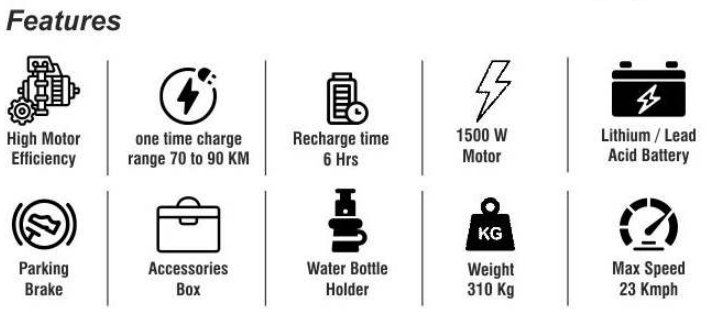 Features
High Motor
Efficiency
one time charge
range 70 to 90 KM
Recharge time
6 Hrs
1500 W
Motor
Lithium / Lead
Acid Battery
Parking
Brake
Accessories
Box
Water Bottle
Holder
KG
Weight
310 Kg
Max Speed
23 Kmph